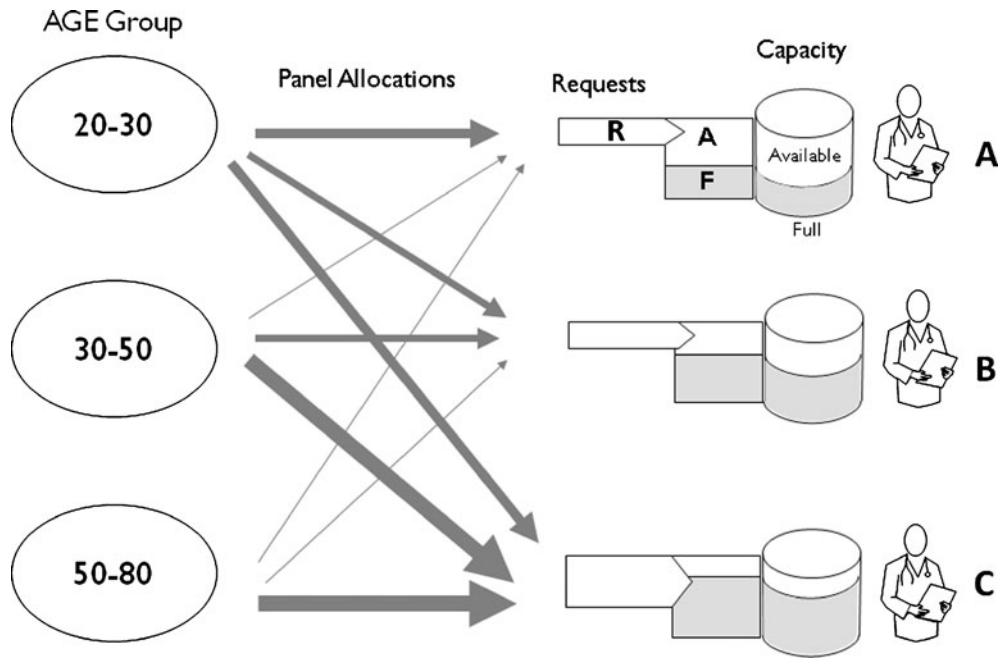 AGE Group
Panel Allocations
Requests
Capacity
20-30
R
A
F
Available
Full
A
30-50
B
50-80
C